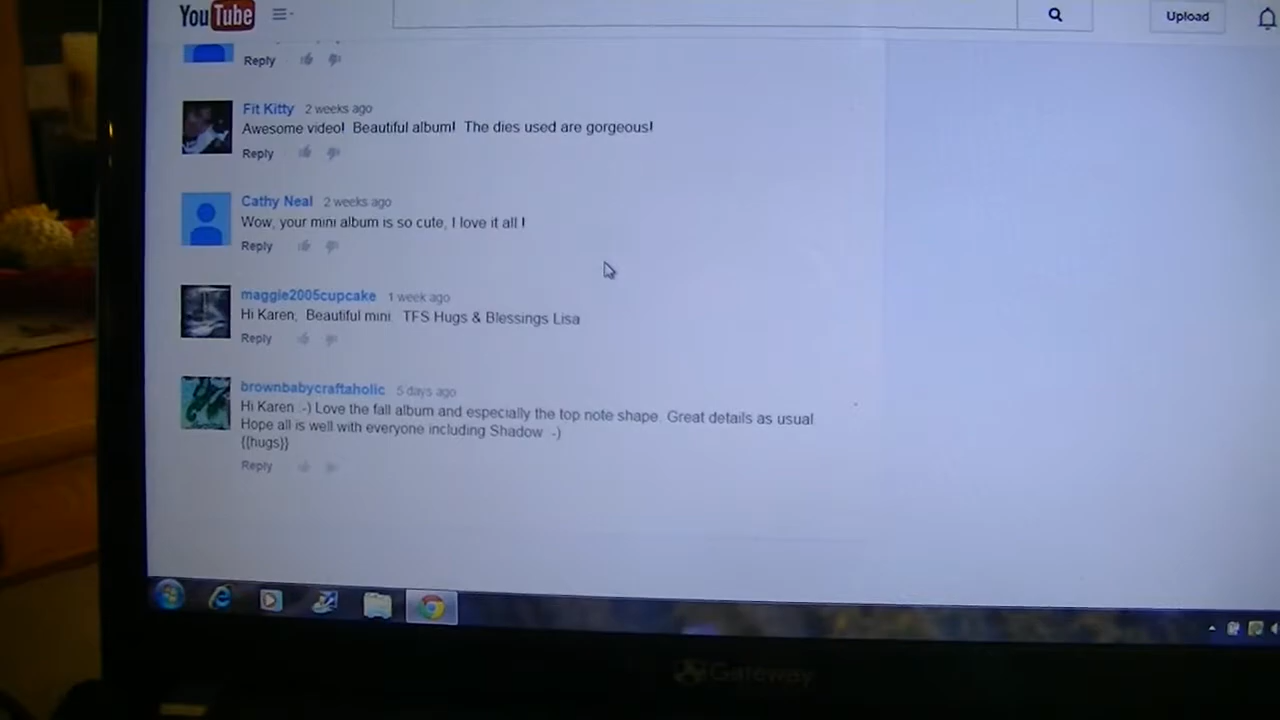 YouTube
Upload
Reply
Fit Kitty 2 weeks ago
Awesome video! Beautiful album! The dies used are gorgeous!
Reply
Cathy Neal 2 weeks ago
Wow, your mini album is so cute, I love it all !
Reply
maggie2005cupcake 1 week ago
Hi Karen, Beautiful mini. TFS Hugs & Blessings Lisa
Reply
brownbabycraftaholic 5 days ago
Hi Karen :-) Love the fall album and especially the top note shape. Great details as usual.
Hope all is well with everyone including Shadow :-)
{{hugs}}
Reply
Gateway